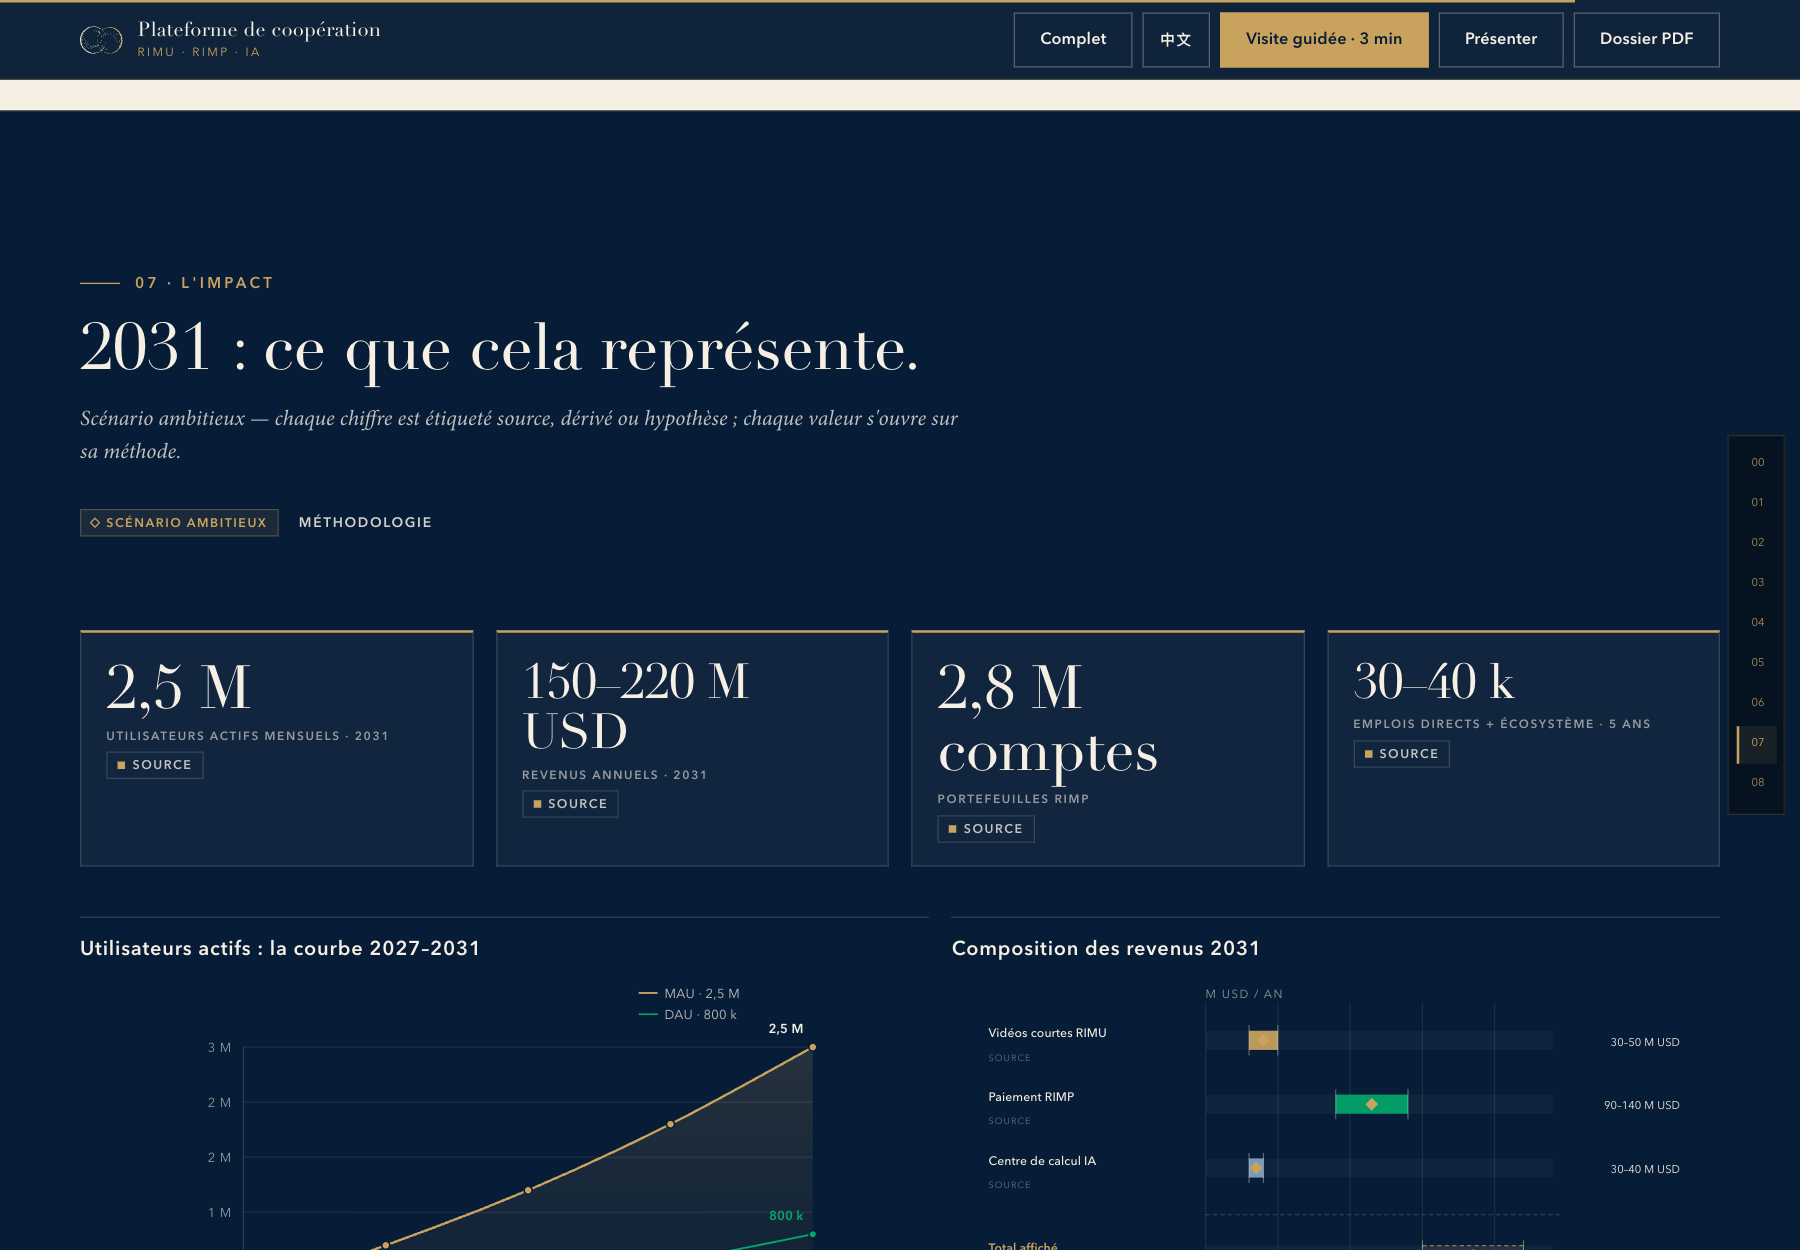 Plateforme de coopération
RIMU · RIMP · IA
Complet
中文
Visite guidée · 3 min
Présenter
Dossier PDF
07 · L'IMPACT
2031 : ce que cela représente.
Scénario ambitieux — chaque chiffre est étiqueté source, dérivé ou hypothèse ; chaque valeur s'ouvre sur
sa méthode.
◇ SCÉNARIO AMBITIEUX
MÉTHODOLOGIE
2,5 M
UTILISATEURS ACTIFS MENSUELS · 2031
SOURCE
150–220 M
USD
REVENUS ANNUELS · 2031
SOURCE
2,8 M
comptes
PORTEFEUILLES RIMP
SOURCE
30–40 k
EMPLOIS DIRECTS + ÉCOSYSTÈME · 5 ANS
SOURCE
00
01
02
03
04
05
06
07
08
Utilisateurs actifs : la courbe 2027–2031
MAU · 2,5 M
DAU · 800 k
2,5 M
3 M
2 M
2 M
1 M
800 k
Composition des revenus 2031
M USD / AN
Vidéos courtes RIMU
SOURCE
30–50 M USD
Paiement RIMP
SOURCE
90–140 M USD
Centre de calcul IA
SOURCE
30–40 M USD
Total affiché